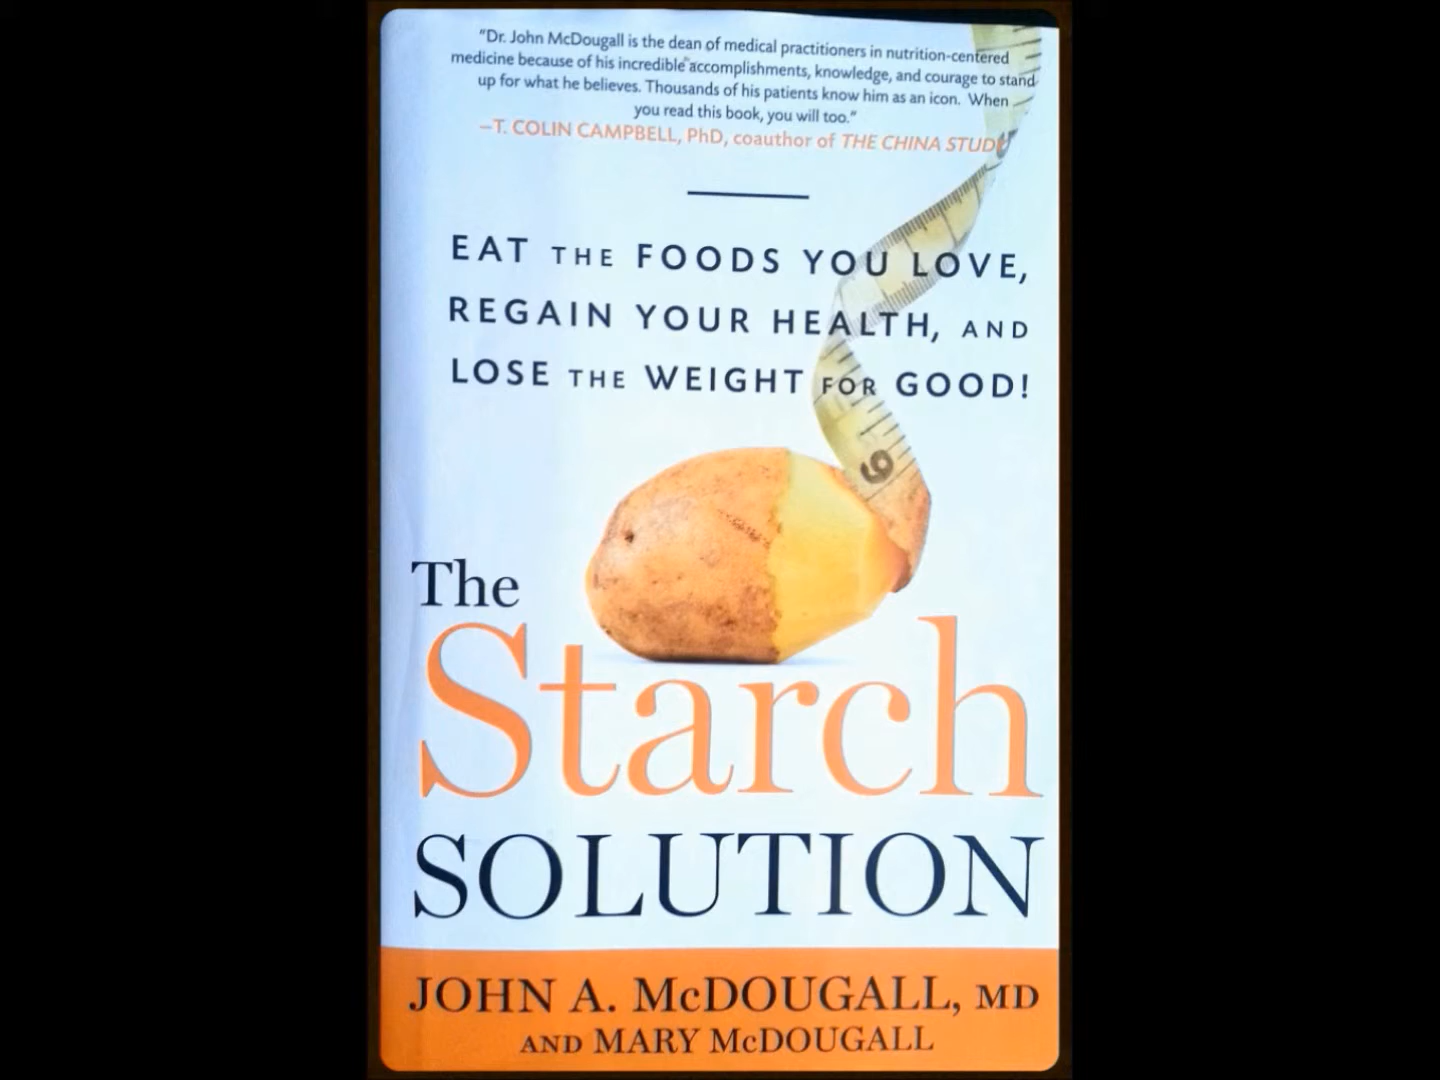 "Dr. John McDougall is the dean of medical practitioners in nutrition-centered
medicine because of his incredible accomplishments, knowledge, and courage to stand
up for what he believes. Thousands of his patients know him as an icon. When
you read this book, you will too."
—T. COLIN CAMPBELL, PhD, coauthor of THE CHINA STUDY
EAT THE FOODS YOU LOVE,
REGAIN YOUR HEALTH, AND
LOSE THE WEIGHT FOR GOOD!
9
The
Starch
SOLUTION
JOHN A. McDOUGALL, MD
AND MARY McDOUGALL